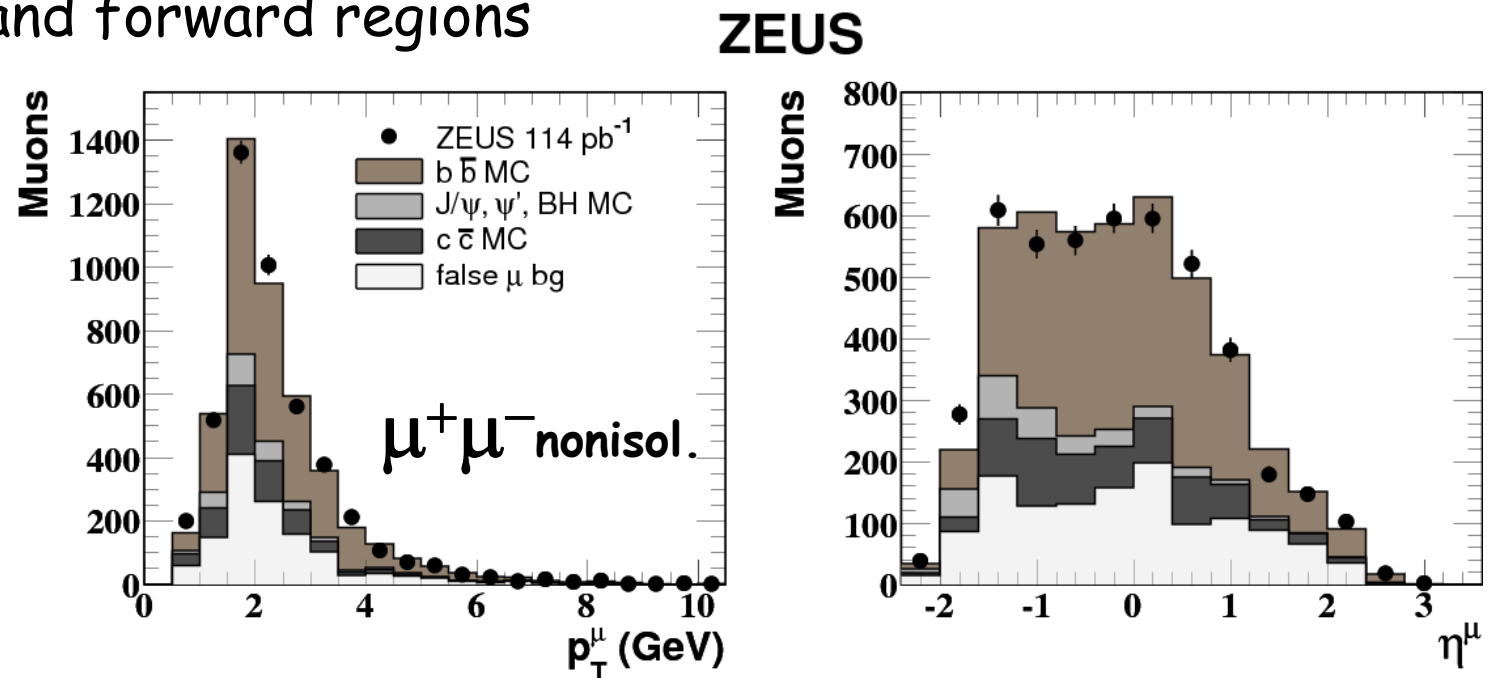 and forward regions
ZEUS
Muons
1400
1200
1000
800
600
400
200
0
0 2 4 6 8 10
p_T^μ (GeV)
ZEUS 114 pb⁻¹
b b̅ MC
J/ψ, ψ', BH MC
c c̅ MC
false μ bg
μ⁺μ⁻ nonisol.
Muons
800
700
600
500
400
300
200
100
0
-2 -1 0 1 2 3
η^μ